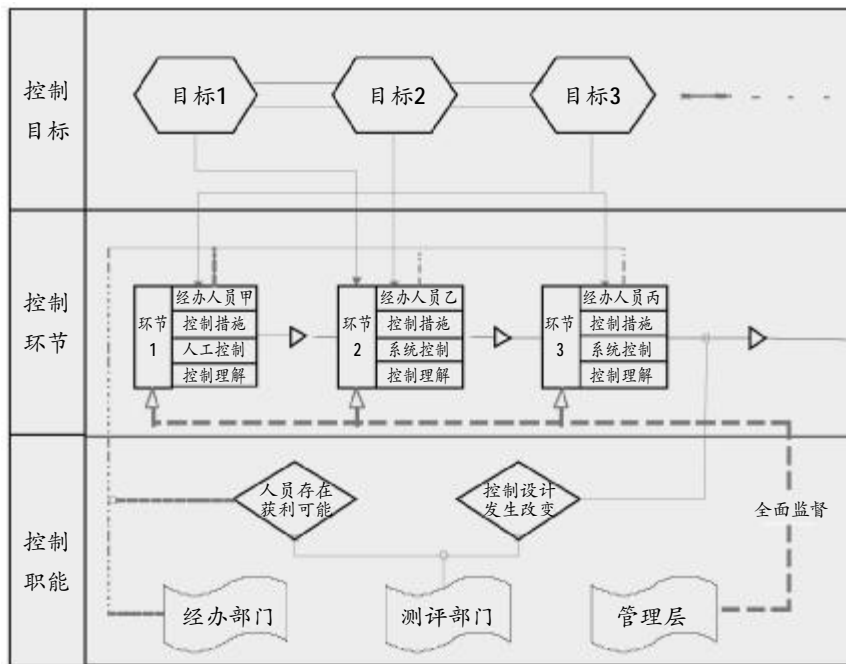 控制
目标
目标1
目标2
目标3
控制
环节
环节
1
经办人员甲
控制措施
人工控制
控制理解
环节
2
经办人员乙
控制措施
系统控制
控制理解
环节
3
经办人员丙
控制措施
系统控制
控制理解
控制
职能
人员存在
获利可能
控制设计
发生改变
全面监督
经办部门
测评部门
管理层